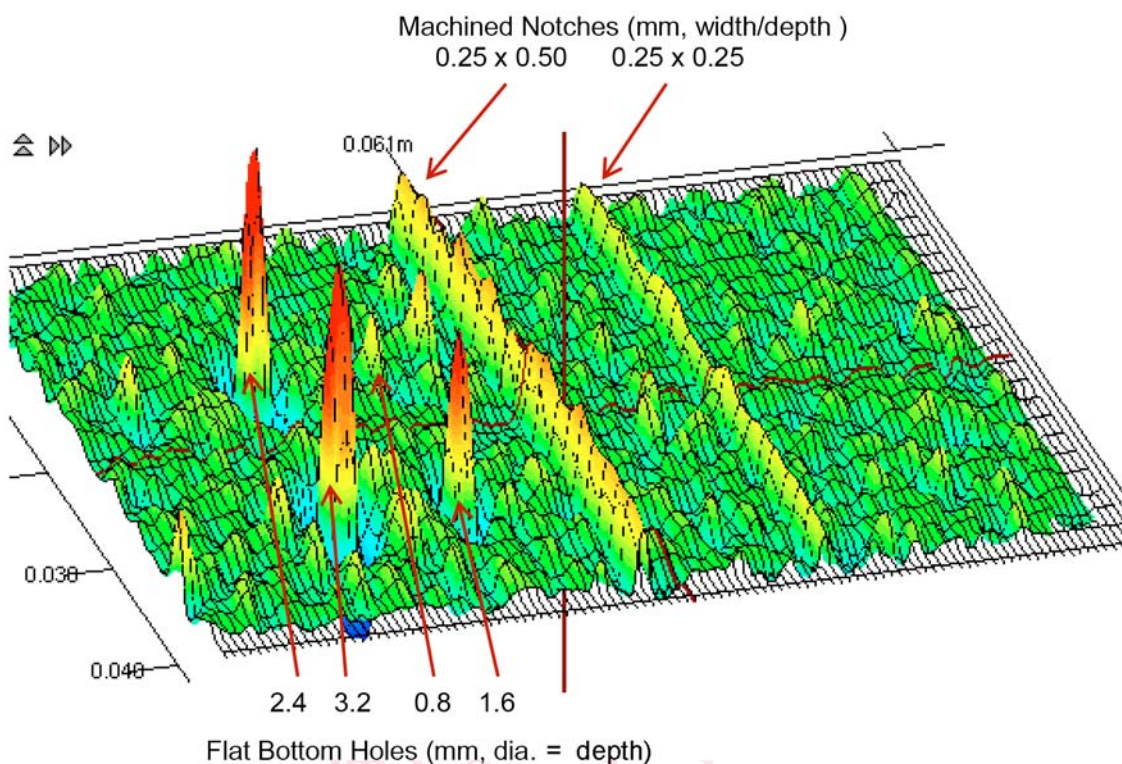 Machined Notches (mm, width/depth )
0.25 x 0.50 0.25 x 0.25
0.061m
0.030
0.040
2.4 3.2 0.8 1.6
Flat Bottom Holes (mm, dia. = depth)